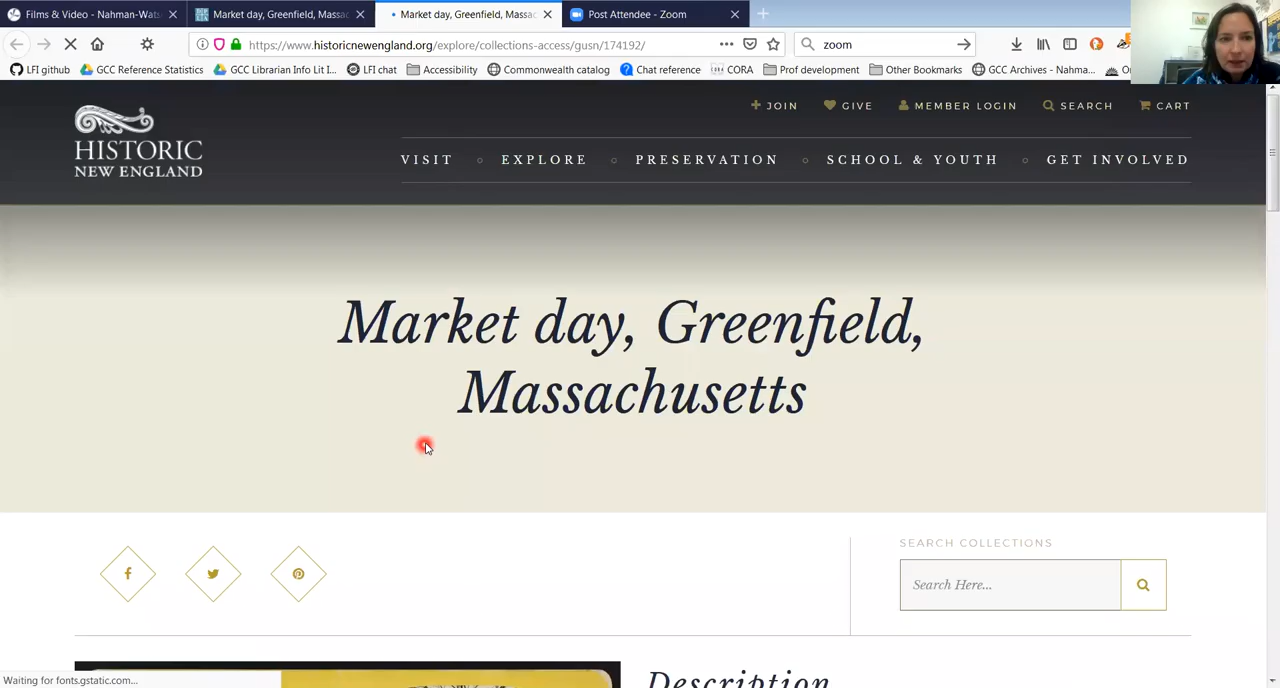 Films & Video - Nahman-Wats
Market day, Greenfield, Massac
Market day, Greenfield, Massac
Post Attendee - Zoom
https://www.historicnewengland.org/explore/collections-access/gusn/174192/
zoom
LFI github
GCC Reference Statistics
GCC Librarian Info Lit I...
LFI chat
Accessibility
Commonwealth catalog
Chat reference
CORA
Prof development
Other Bookmarks
GCC Archives - Nahma...
JOIN
GIVE
MEMBER LOGIN
SEARCH
CART
HISTORIC
NEW ENGLAND
VISIT
EXPLORE
PRESERVATION
SCHOOL & YOUTH
GET INVOLVED
Market day, Greenfield,
Massachusetts
SEARCH COLLECTIONS
Search Here...
Description
Waiting for fonts.gstatic.com...